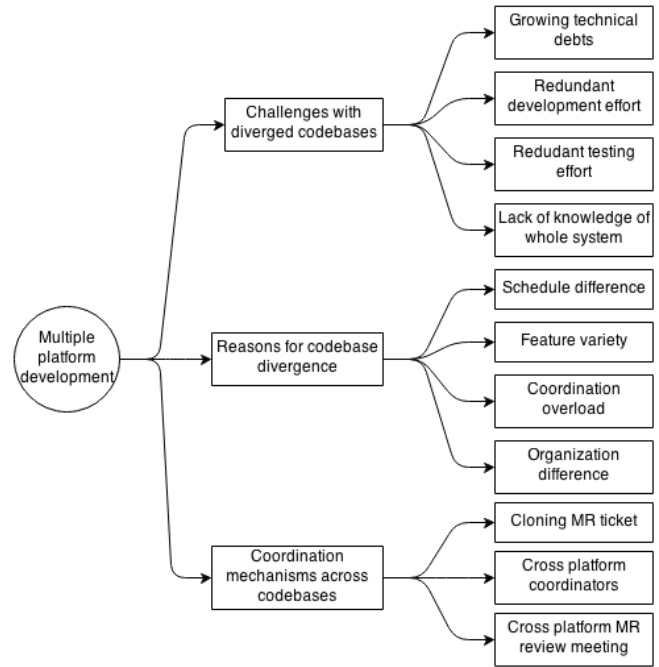 Multiple
platform
development
Challenges with
diverged codebases
Growing technical
debts
Redundant
development effort
Redudant testing
effort
Lack of knowledge of
whole system
Reasons for codebase
divergence
Schedule difference
Feature variety
Coordination
overload
Organization
difference
Coordination
mechanisms across
codebases
Cloning MR ticket
Cross platform
coordinators
Cross platform MR
review meeting